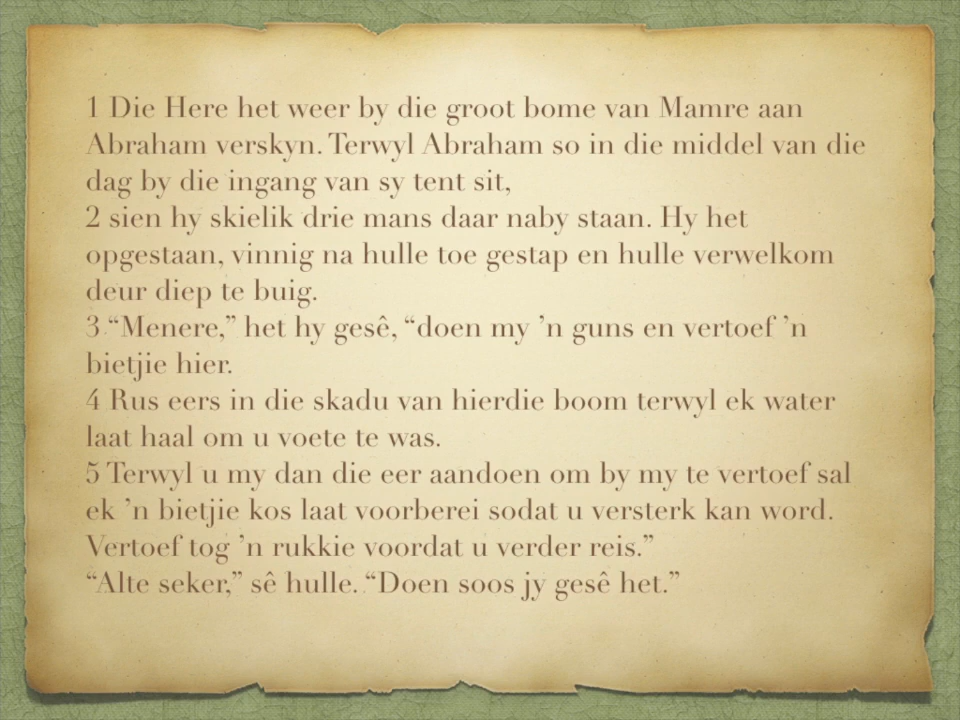 1 Die Here het weer by die groot bome van Mamre aan
Abraham verskyn. Terwyl Abraham so in die middel van die
dag by die ingang van sy tent sit,
2 sien hy skielik drie mans daar naby staan. Hy het
opgestaan, vinnig na hulle toe gestap en hulle verwelkom
deur diep te buig.
3 “Menere,” het hy gesê, “doen my ’n guns en vertoef ’n
bietjie hier.
4 Rus eers in die skadu van hierdie boom terwyl ek water
laat haal om u voete te was.
5 Terwyl u my dan die eer aandoen om by my te vertoef sal
ek ’n bietjie kos laat voorberei sodat u versterk kan word.
Vertoef tog ’n rukkie voordat u verder reis.”
“Alte seker,” sê hulle. “Doen soos jy gesê het.”